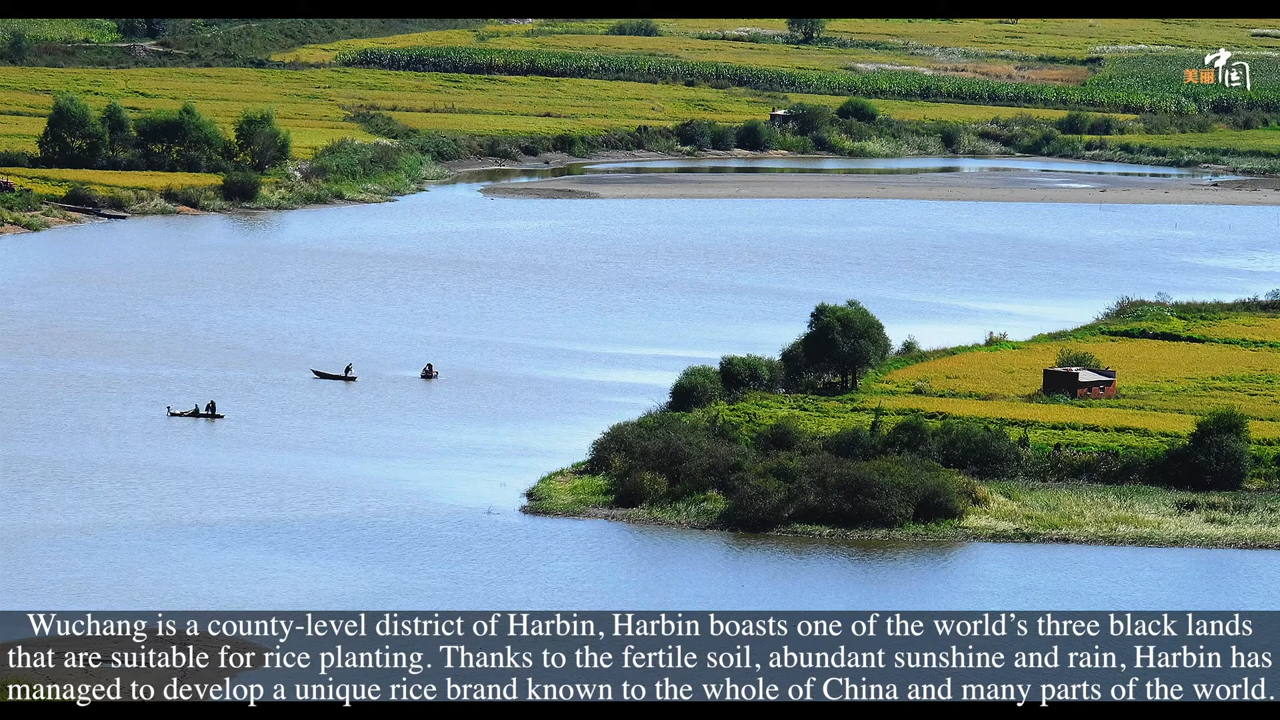 美丽中国
Wuchang is a county-level district of Harbin, Harbin boasts one of the world’s three black lands
that are suitable for rice planting. Thanks to the fertile soil, abundant sunshine and rain, Harbin has
managed to develop a unique rice brand known to the whole of China and many parts of the world.